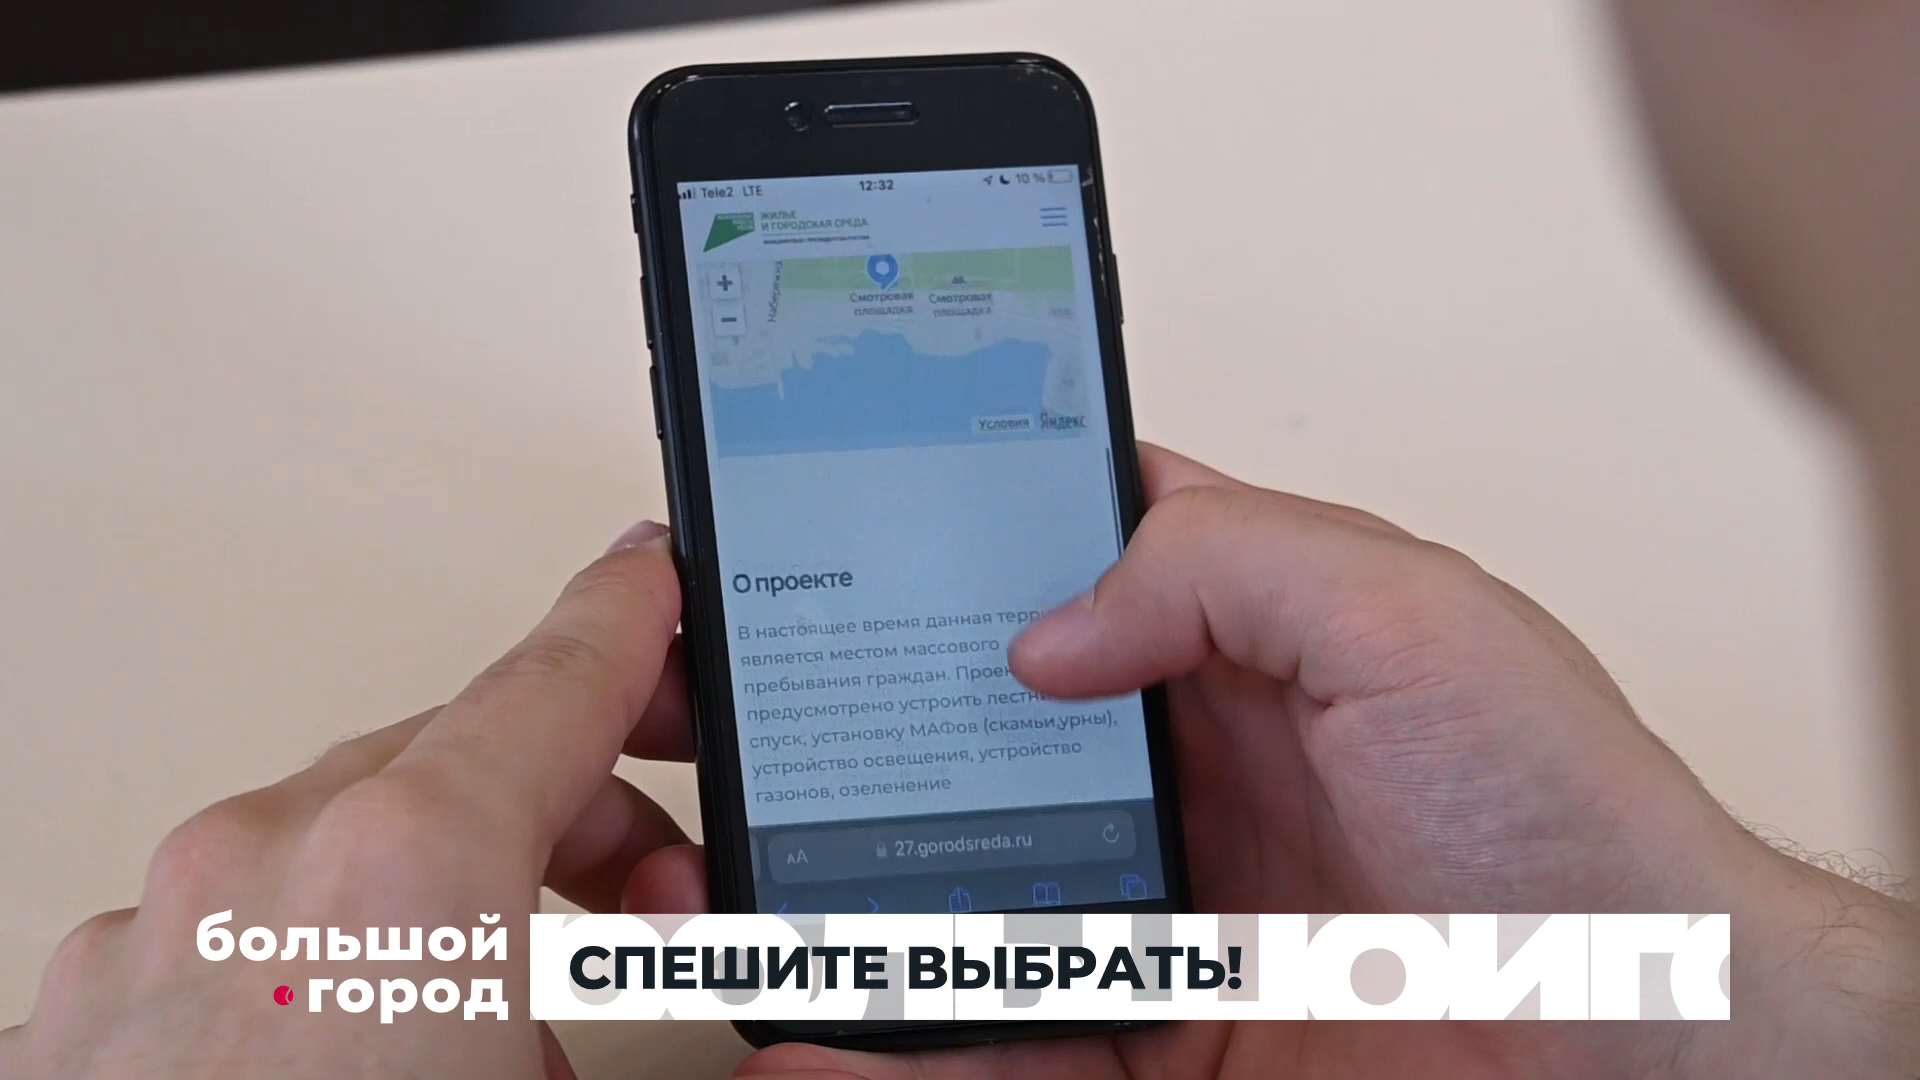 Tele2 LTE
12:32
10 %
ЖИЛЬЕ
И ГОРОДСКАЯ СРЕДА
+
Смотровая
площадка
Смотровая
площадка
Набережн
−
Условия
Яндекс
О проекте
В настоящее время данная терр
является местом массового
пребывания граждан. Проек
предусмотрено устроить лестн
спуск, установку МАФов (скамьи,урны),
устройство освещения, устройство
газонов, озеленение
AA
27.gorodsreda.ru
большой
город
СПЕШИТЕ ВЫБРАТЬ!